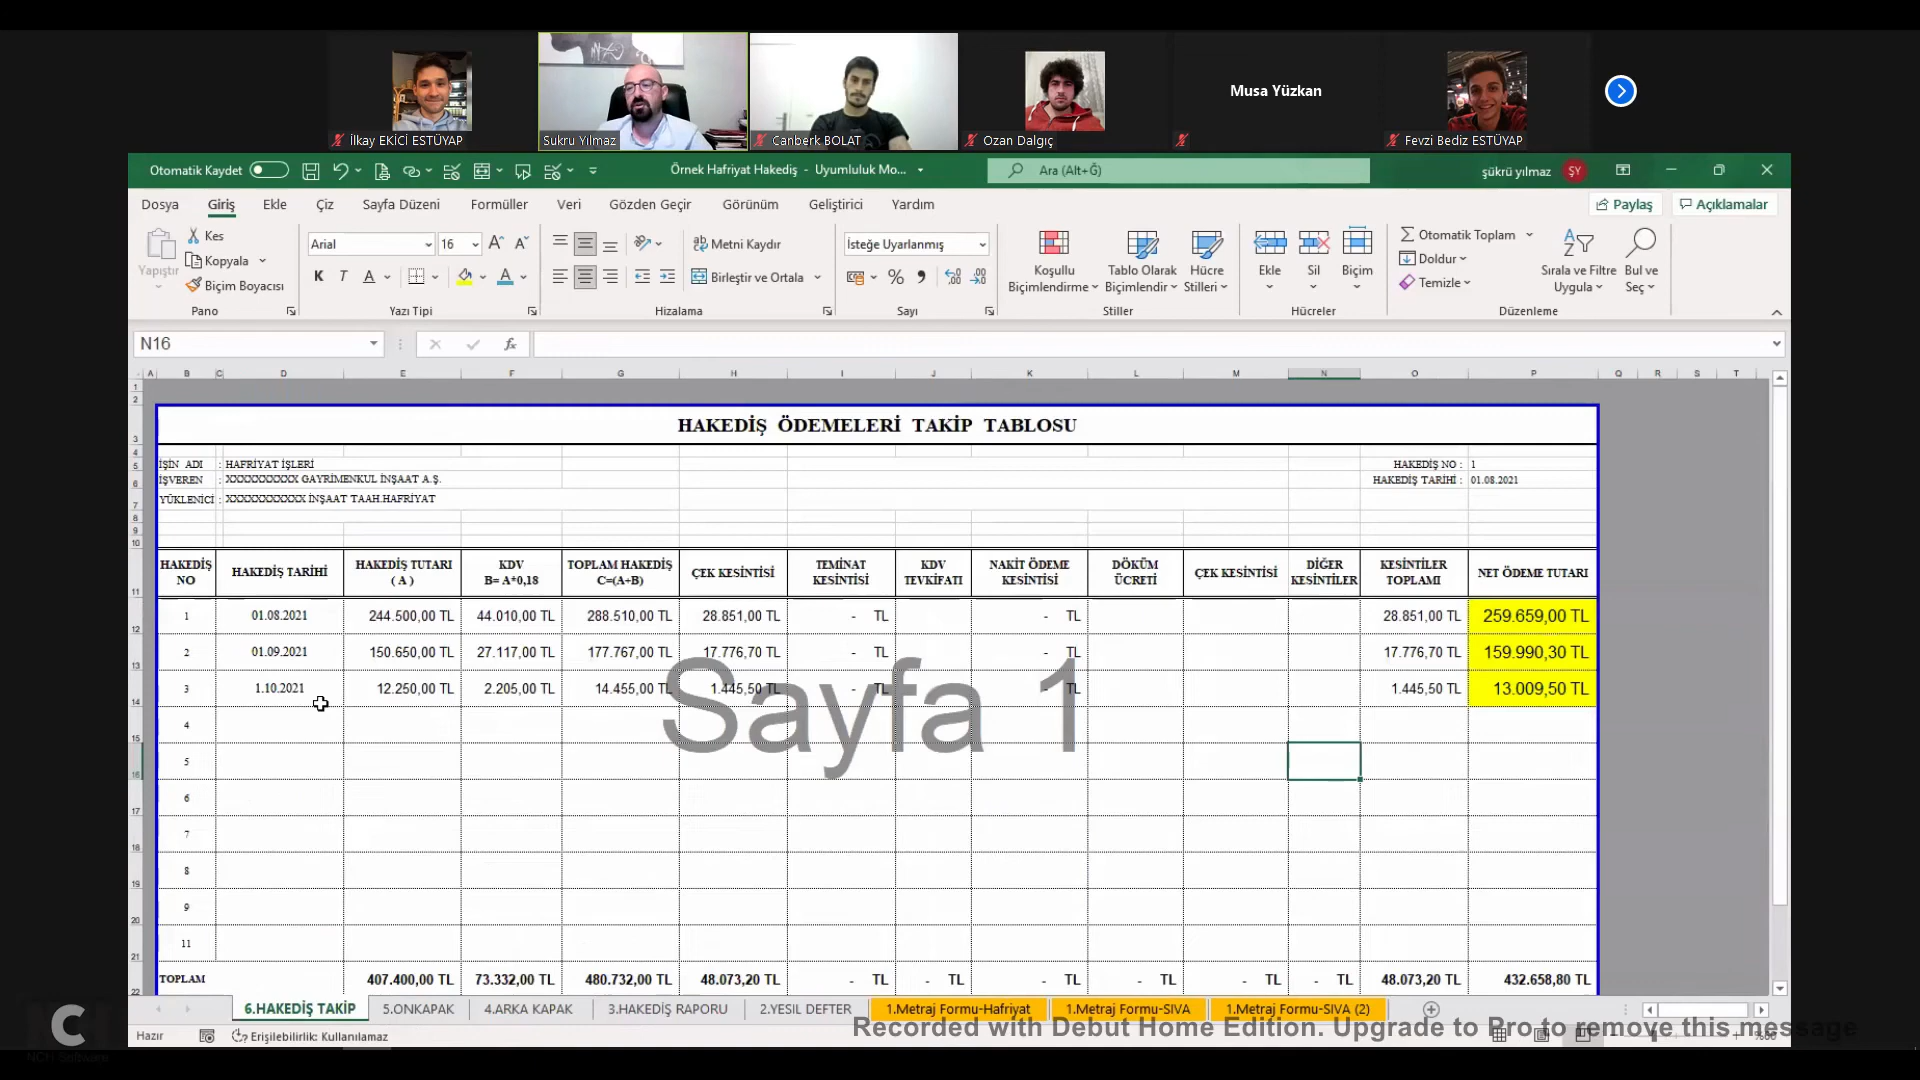 Musa Yüzkan
İlkay EKİCİ ESTÜYAP
Sukru Yılmaz
Canberk BOLAT
Ozan Dalgıç
Fevzi Bediz ESTÜYAP
Otomatik Kaydet
Örnek Hafriyat Hakediş - Uyumluluk Mo...
Ara (Alt+Ğ)
şükrü yılmaz ŞY
Dosya Giriş Ekle Çiz Sayfa Düzeni Formüller Veri Gözden Geçir Görünüm Geliştirici Yardım Paylaş Açıklamalar
Yapıştır Kes Kopyala Biçim Boyacısı
Arial 16
K T A
Metni Kaydır
Birleştir ve Ortala
İsteğe Uyarlanmış
Koşullu Biçimlendirme
Tablo Olarak Biçimlendir
Hücre Stilleri
Ekle Sil Biçim
Otomatik Toplam
Doldur
Temizle
Sırala ve Filtre Uygula
Bul ve Seç
Pano Yazı Tipi Hizalama Sayı Stiller Hücreler Düzenleme
N16 fx
A B C D E F G H I J K L M N O P Q R S T
HAKEDİŞ ÖDEMELERİ TAKİP TABLOSU
İŞİN ADI : HAFRİYAT İŞLERİ HAKEDİŞ NO : 1
İŞVEREN : XXXXXXXXXXX GAYRİMENKUL İNŞAAT A.Ş. HAKEDİŞ TARİHİ : 01.08.2021
YÜKLENİCİ : XXXXXXXXXXXX İNŞAAT TAAH.HAFRİYAT
HAKEDİŞ NO HAKEDİŞ TARİHİ HAKEDİŞ TUTARI ( A ) KDV B= A*0,18 TOPLAM HAKEDİŞ C=(A+B) ÇEK KESİNTİSİ TEMİNAT KESİNTİSİ KDV TEVKİFATI NAKİT ÖDEME KESİNTİSİ DÖKÜM ÜCRETİ ÇEK KESİNTİSİ DİĞER KESİNTİLER KESİNTİLER TOPLAMI NET ÖDEME TUTARI
1 01.08.2021 244.500,00 TL 44.010,00 TL 288.510,00 TL 28.851,00 TL - TL - TL 28.851,00 TL 259.659,00 TL
2 01.09.2021 150.650,00 TL 27.117,00 TL 177.767,00 TL 17.776,70 TL - TL - TL 17.776,70 TL 159.990,30 TL
3 1.10.2021 12.250,00 TL 2.205,00 TL 14.455,00 TL 1.445,50 TL - TL - TL 1.445,50 TL 13.009,50 TL
Sayfa 1
4
5
6
7
8
9
11
TOPLAM 407.400,00 TL 73.332,00 TL 480.732,00 TL 48.073,20 TL - TL - TL - TL - TL - TL - TL 48.073,20 TL 432.658,80 TL
6.HAKEDİŞ TAKİP 5.ONKAPAK 4.ARKA KAPAK 3.HAKEDİŞ RAPORU 2.YESIL DEFTER 1.Metraj Formu-Hafriyat 1.Metraj Formu-SIVA 1.Metraj Formu-SIVA (2)
Recorded with Debut Home Edition. Upgrade to Pro to remove this message
Hazır Erişilebilirlik: Kullanılamaz
NCH Software